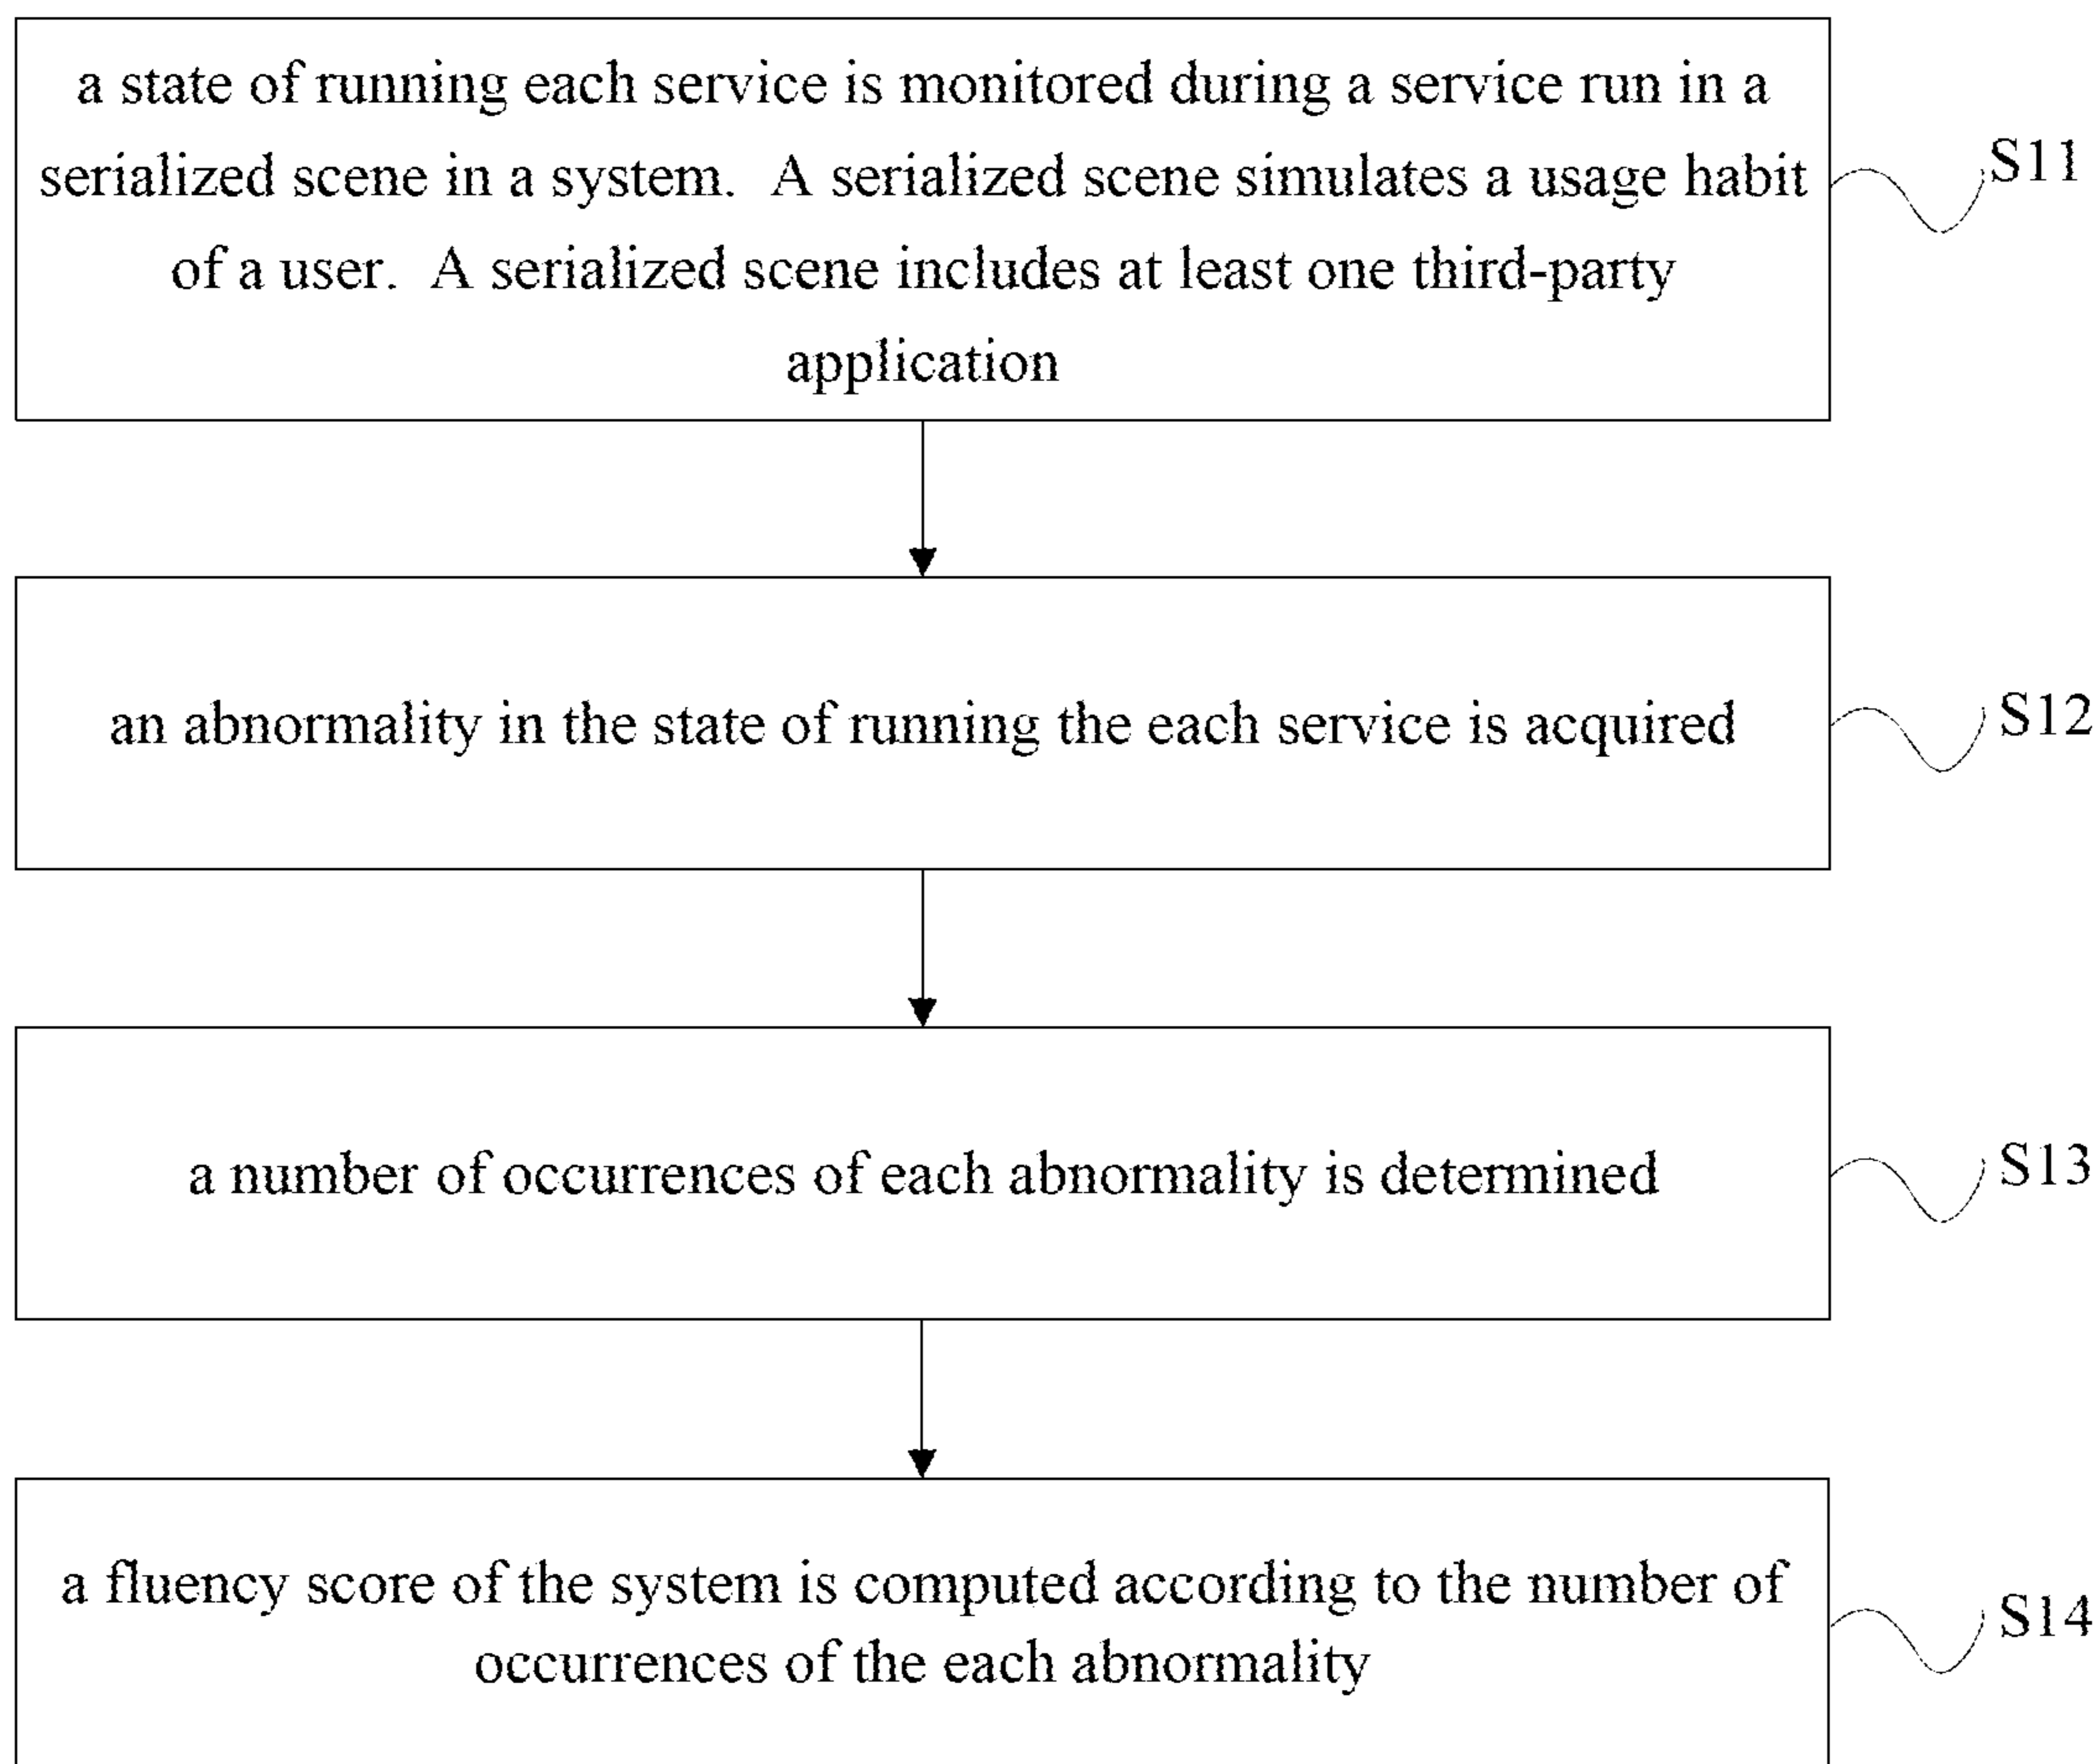 a state of running each service is monitored during a service run in a
serialized scene in a system. A serialized scene simulates a usage habit
of a user. A serialized scene includes at least one third-party
application
S11
an abnormality in the state of running the each service is acquired
S12
a number of occurrences of each abnormality is determined
S13
a fluency score of the system is computed according to the number of
occurrences of the each abnormality
S14